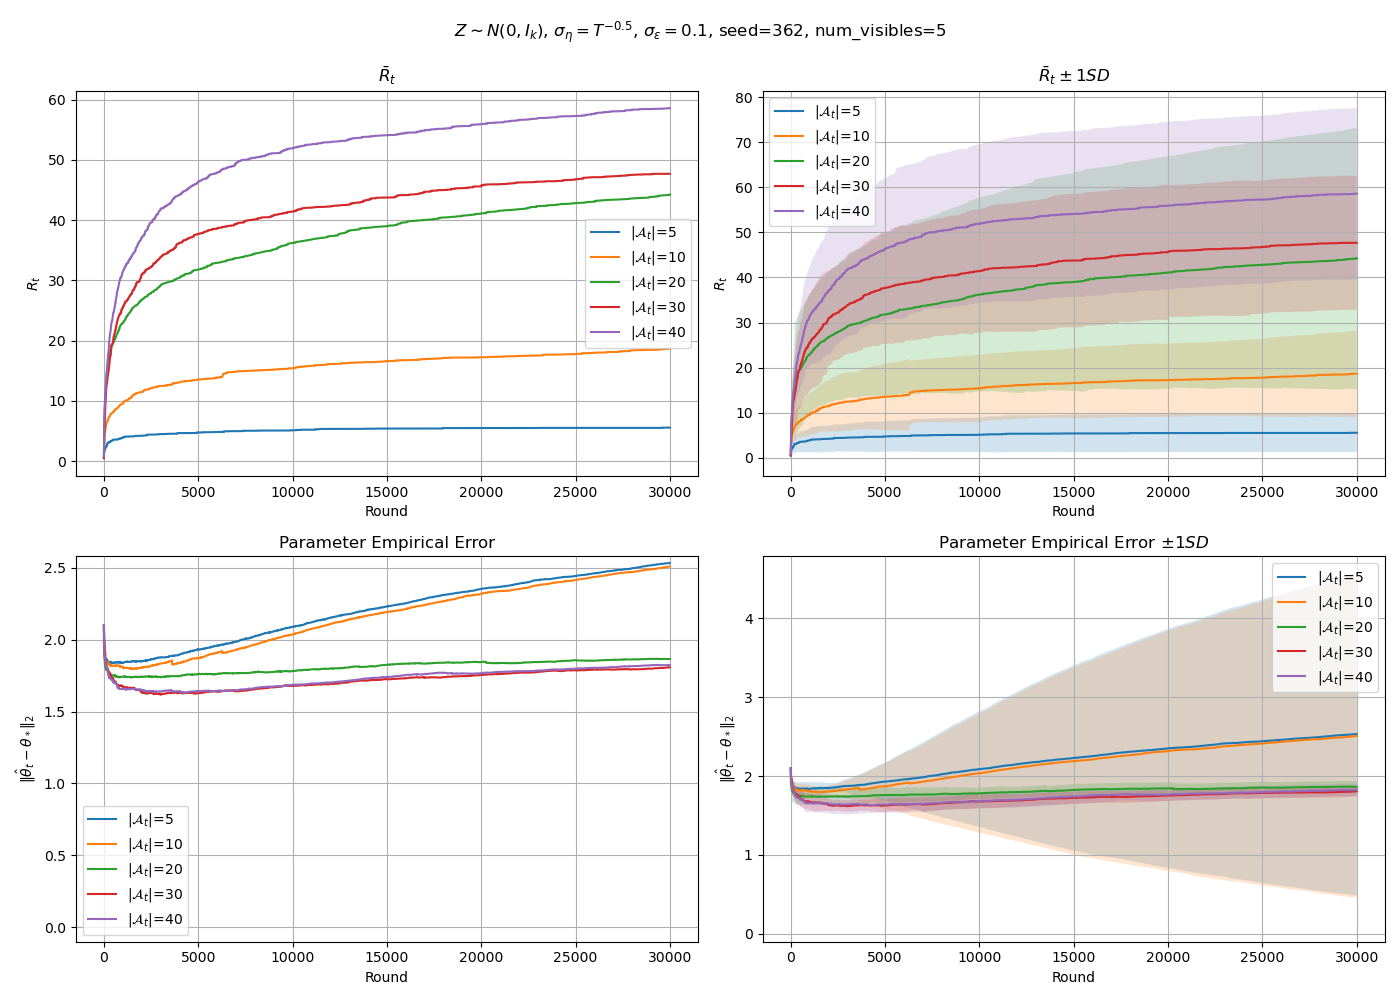 Z ∼ N(0, I_k), σ_η = T^{−0.5}, σ_ε = 0.1, seed=362, num_visibles=5
R̄_t
60
50
40
30
20
10
0
R_t
|𝒜_t|=5
|𝒜_t|=10
|𝒜_t|=20
|𝒜_t|=30
|𝒜_t|=40
0 5000 10000 15000 20000 25000 30000
Round
R̄_t ± 1SD
80
70
60
50
40
30
20
10
0
R_t
|𝒜_t|=5
|𝒜_t|=10
|𝒜_t|=20
|𝒜_t|=30
|𝒜_t|=40
0 5000 10000 15000 20000 25000 30000
Round
Parameter Empirical Error
2.5
2.0
1.5
1.0
0.5
0.0
‖θ̂_t − θ_*‖_2
|𝒜_t|=5
|𝒜_t|=10
|𝒜_t|=20
|𝒜_t|=30
|𝒜_t|=40
0 5000 10000 15000 20000 25000 30000
Round
Parameter Empirical Error ±1SD
4
3
2
1
0
‖θ̂_t − θ_*‖_2
|𝒜_t|=5
|𝒜_t|=10
|𝒜_t|=20
|𝒜_t|=30
|𝒜_t|=40
0 5000 10000 15000 20000 25000 30000
Round